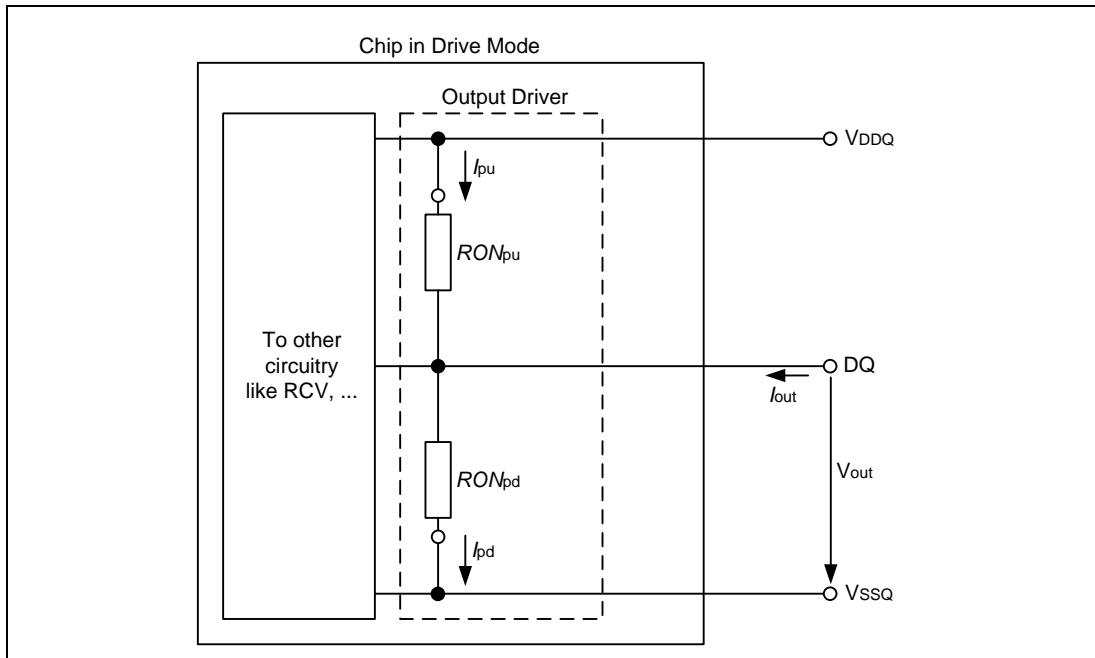 Chip in Drive Mode
Output Driver
VDDQ
Ipu
RONpu
To other
circuitry
like RCV, ...
DQ
Iout
RONpd
Vout
Ipd
VSSQ